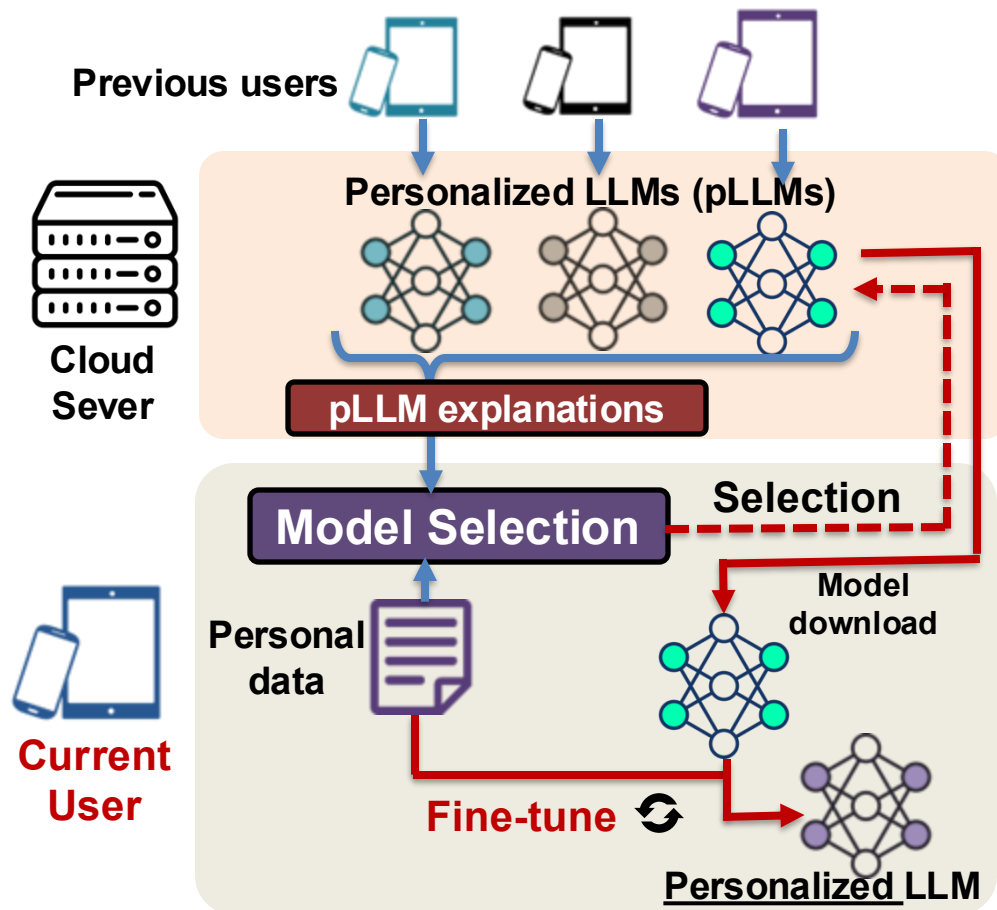 Previous users
Personalized LLMs (pLLMs)
Cloud
Sever
pLLM explanations
Model Selection
Selection
Model
download
Personal
data
Current
User
Fine-tune
Personalized LLM